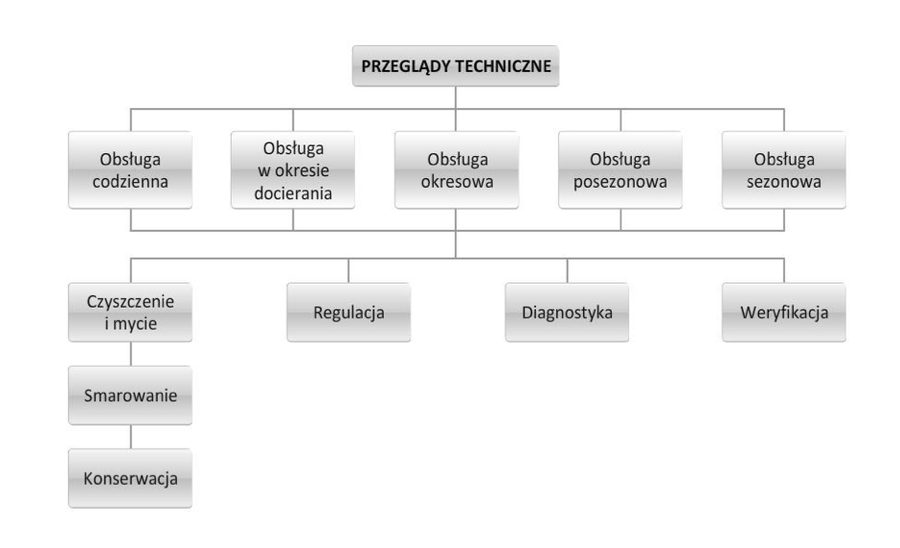 PRZEGLĄDY TECHNICZNE
Obsługa
codzienna
Obsługa
w okresie
docierania
Obsługa
okresowa
Obsługa
posezonowa
Obsługa
sezonowa
Czyszczenie
i mycie
Regulacja
Diagnostyka
Weryfikacja
Smarowanie
Konserwacja